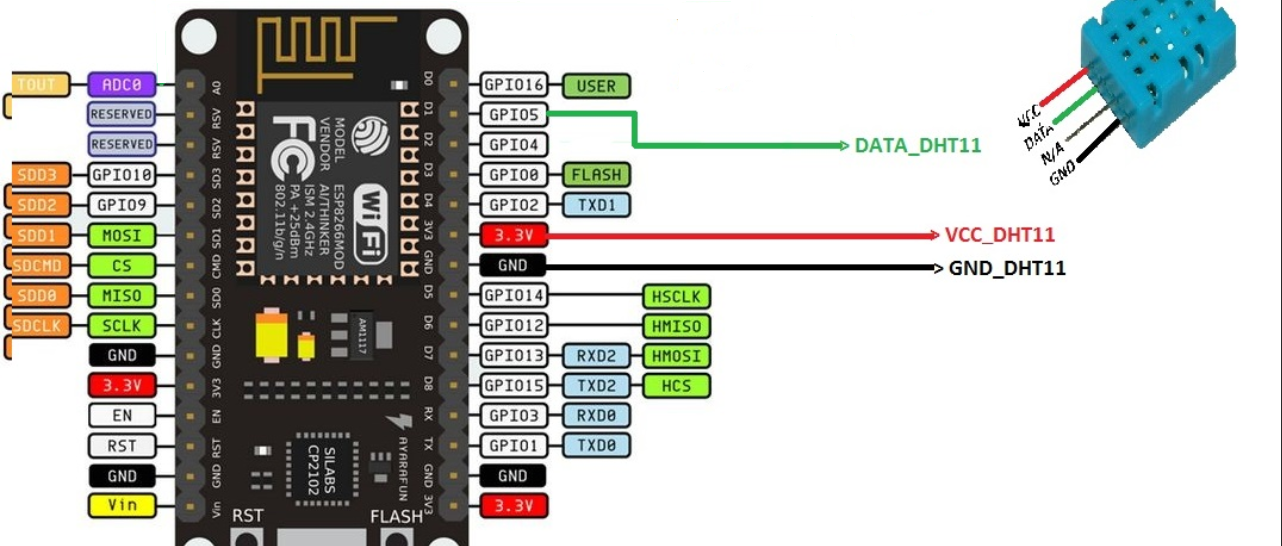 TOUT ADC0 A0 D0 GPIO16 USER
RESERVED RSV D1 GPIO5
RESERVED RSV D2 GPIO4
SDD3 GPIO10 SD3 D3 GPIO0 FLASH
SDD2 GPIO9 SD2 D4 GPIO2 TXD1
SDD1 MOSI SD1 3V3 3.3V
SDCMD CS CMD GND GND
SDD0 MISO SD0 D5 GPIO14 HSCLK
SDCLK SCLK CLK D6 GPIO12 HMISO
GND GND D7 GPIO13 RXD2 HMOSI
3.3V 3V3 D8 GPIO15 TXD2 HCS
EN EN RX GPIO3 RXD0
RST RST TX GPIO1 TXD0
GND GND GND GND
Vin Vin 3V3 3.3V
MODEL ESP8266MOD
VENDOR AI/THINKER
ISM 2.4GHz
PA +25dBm
802.11b/g/n
FCC
WiFi
AM1117
SILABS
CP2102
AYARAFUN
RST FLASH
DATA_DHT11
VCC_DHT11
GND_DHT11
VCC
DATA
N/A
GND